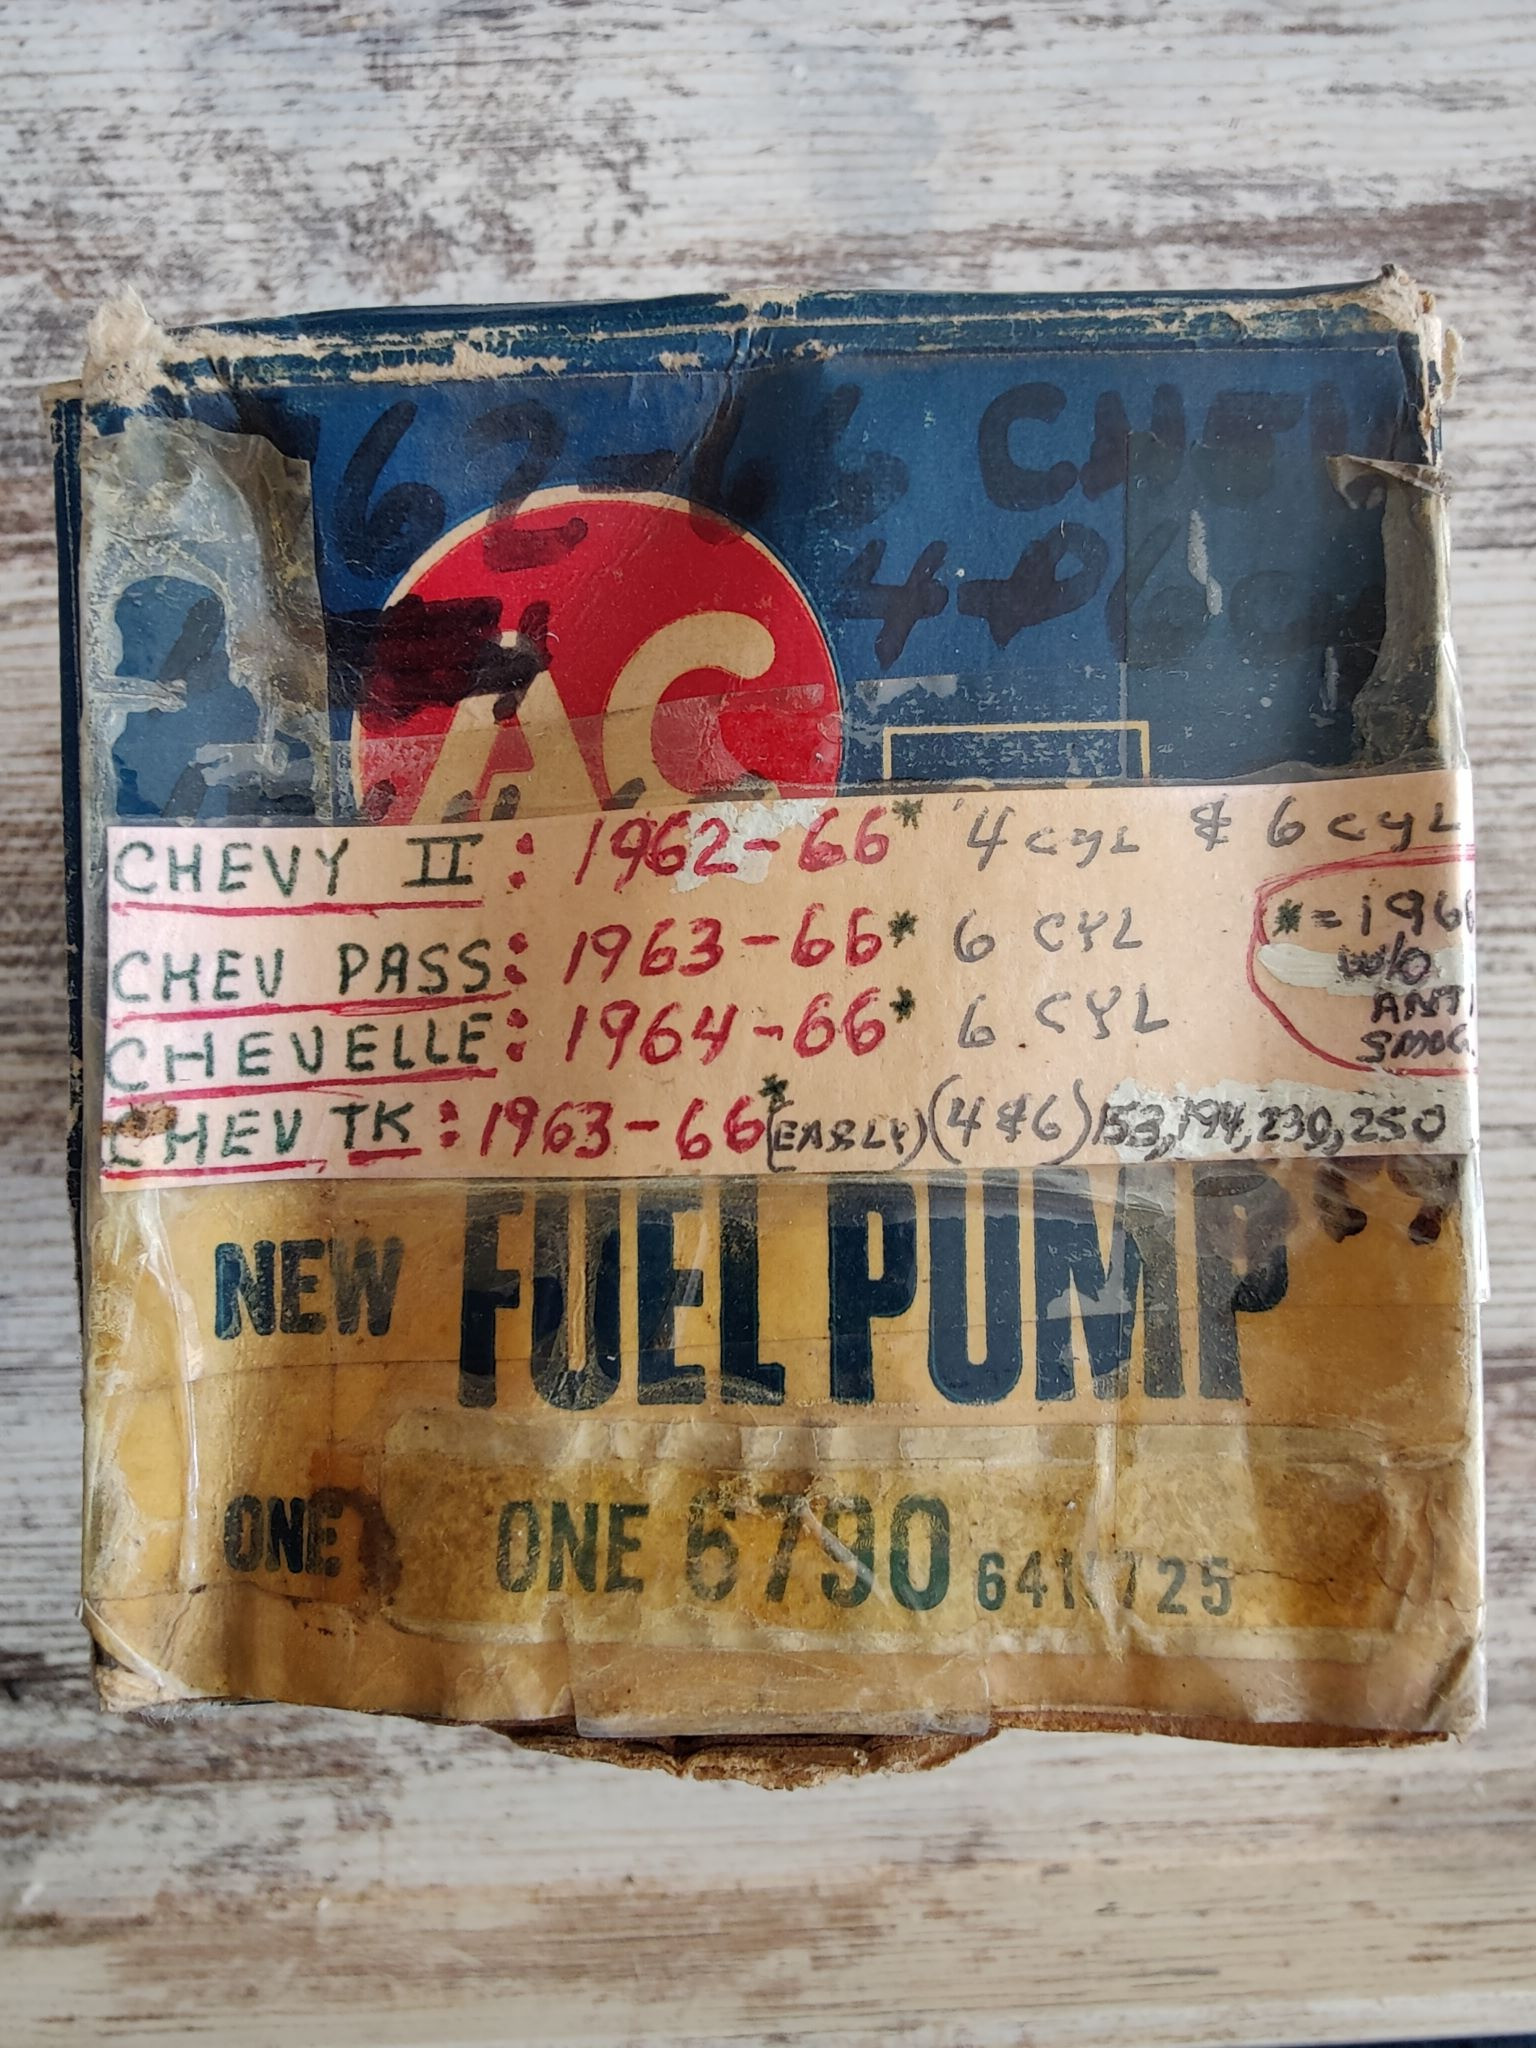 62-66 CHEV
4-6
AC
CHEVY II: 1962-66* 4 CYL & 6 CYL
CHEV PASS: 1963-66* 6 CYL
CHEVELLE: 1964-66* 6 CYL
CHEV TK: 1963-66* (EARLY) (4 & 6) 153, 194, 230, 250
*=1966
W/O
ANTI
SMOG
NEW FUEL PUMP
ONE ONE 6790